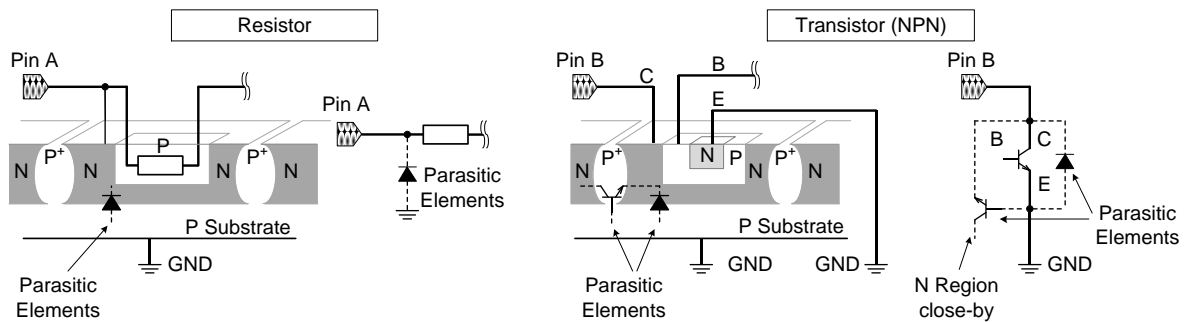 Resistor
Transistor (NPN)
Pin A
Pin A
N
P+
N
P
P+
N
N
Parasitic
Elements
P Substrate
GND
Parasitic
Elements
Pin B
C
B
E
N
P+
N
N
P
P+
N
N
P Substrate
GND
GND
Parasitic
Elements
Pin B
B
C
E
Parasitic
Elements
GND
N Region
close-by